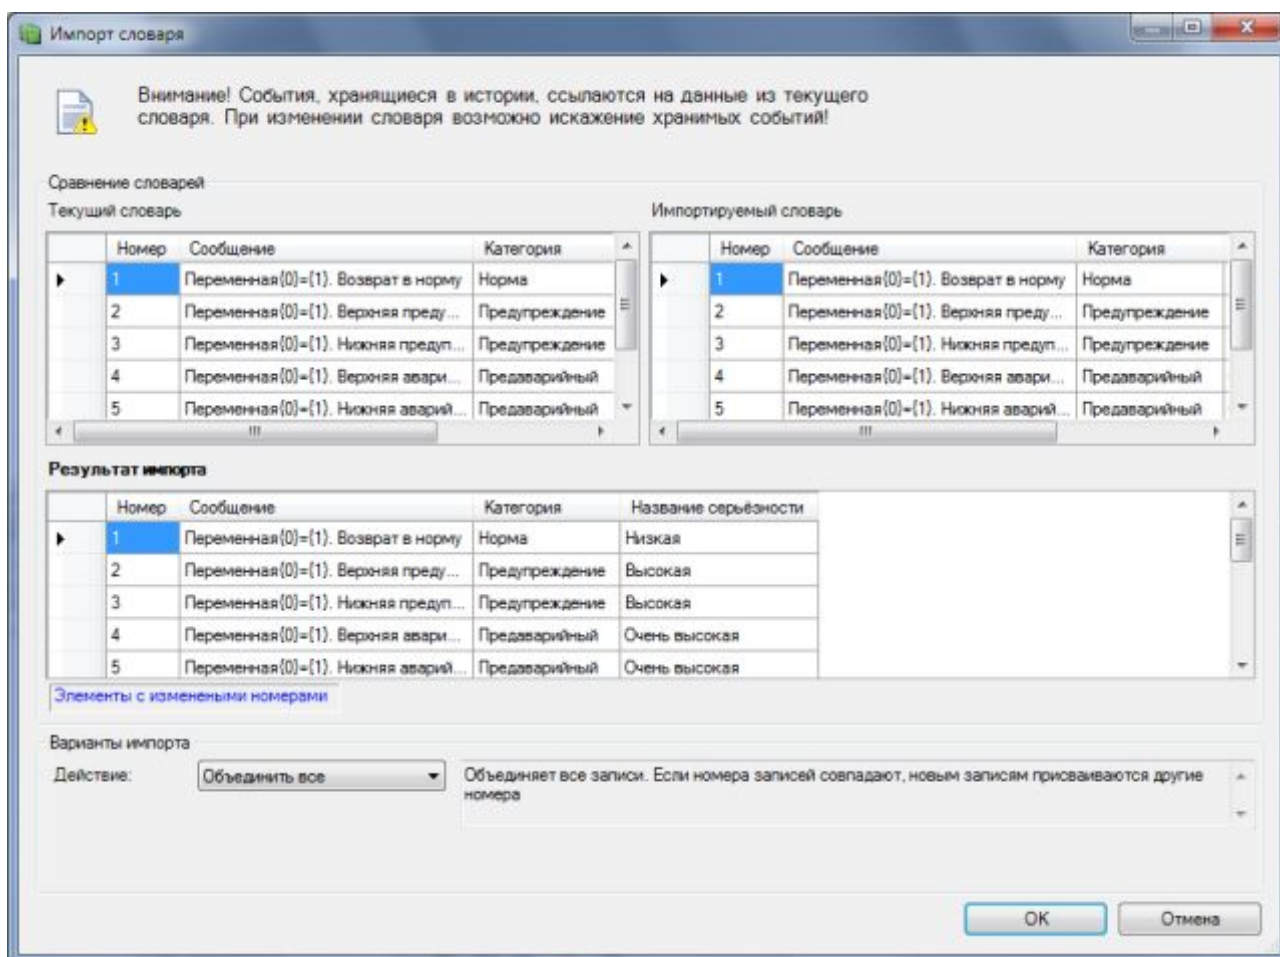 Импорт словаря
Внимание! События, хранящиеся в истории, ссылаются на данные из текущего
словаря. При изменении словаря возможно искажение хранимых событий!
Сравнение словарей
Текущий словарь
Номер Сообщение Категория
1 Переменная{0}={1}. Возврат в норму Норма
2 Переменная{0}={1}. Верхняя преду... Предупреждение
3 Переменная{0}={1}. Нижняя предуп... Предупреждение
4 Переменная{0}={1}. Верхняя авари... Предаварийный
5 Переменная{0}={1}. Нижняя аварий... Предаварийный
Импортируемый словарь
Номер Сообщение Категория
1 Переменная{0}={1}. Возврат в норму Норма
2 Переменная{0}={1}. Верхняя преду... Предупреждение
3 Переменная{0}={1}. Нижняя предуп... Предупреждение
4 Переменная{0}={1}. Верхняя авари... Предаварийный
5 Переменная{0}={1}. Нижняя аварий... Предаварийный
Результат импорта
Номер Сообщение Категория Название серьёзности
1 Переменная{0}={1}. Возврат в норму Норма Низкая
2 Переменная{0}={1}. Верхняя преду... Предупреждение Высокая
3 Переменная{0}={1}. Нижняя предуп... Предупреждение Высокая
4 Переменная{0}={1}. Верхняя авари... Предаварийный Очень высокая
5 Переменная{0}={1}. Нижняя аварий... Предаварийный Очень высокая
Элементы с изменеными номерами
Варианты импорта
Действие: Объединить все
Объединяет все записи. Если номера записей совпадают, новым записям присваиваются другие
номера
OK Отмена